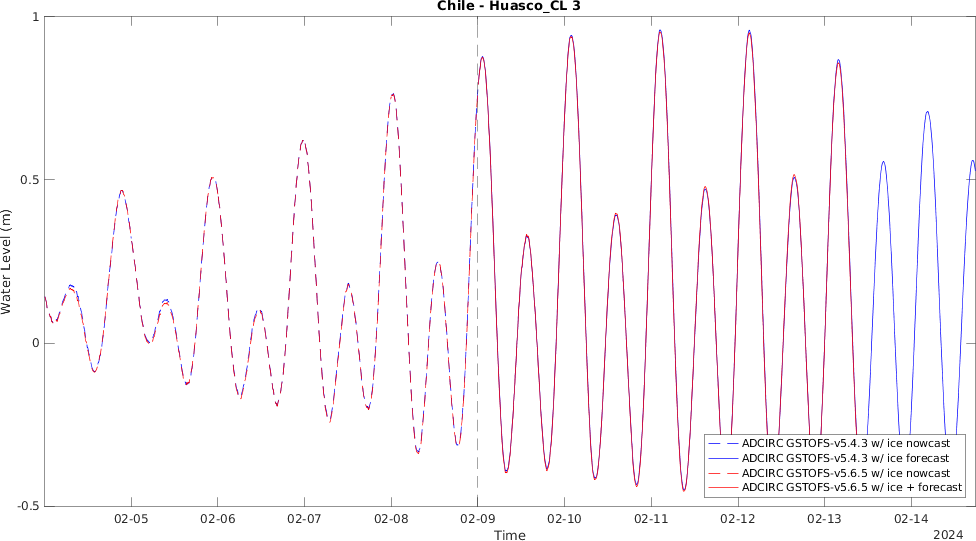 Chile - Huasco_CL 3
Water Level (m)
1
0.5
0
-0.5
ADCIRC GSTOFS-v5.4.3 w/ ice nowcast
ADCIRC GSTOFS-v5.4.3 w/ ice forecast
ADCIRC GSTOFS-v5.6.5 w/ ice nowcast
ADCIRC GSTOFS-v5.6.5 w/ ice + forecast
02-05 02-06 02-07 02-08 02-09 02-10 02-11 02-12 02-13 02-14
Time
2024